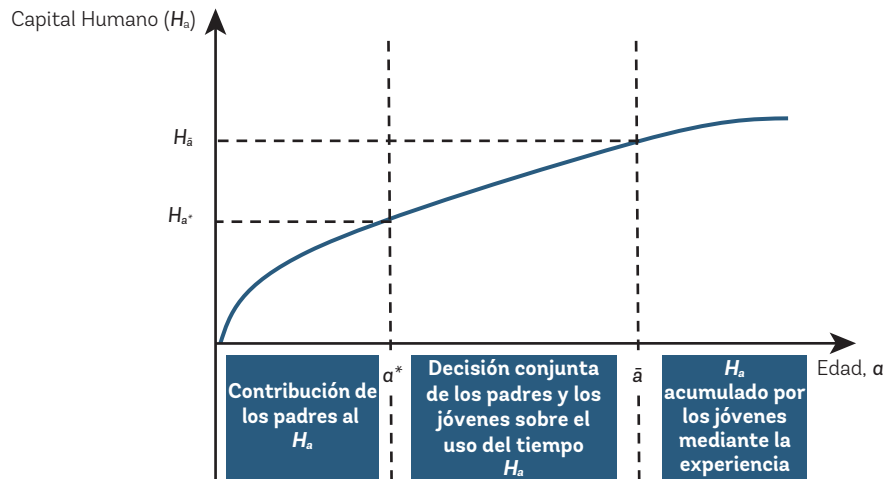 Capital Humano (Ha)
Hā
Ha*
Contribución de
los padres al
Ha
a*
Decisión conjunta
de los padres y los
jóvenes sobre el
uso del tiempo
Ha
ā
Ha
acumulado por
los jóvenes
mediante la
experiencia
Edad, a